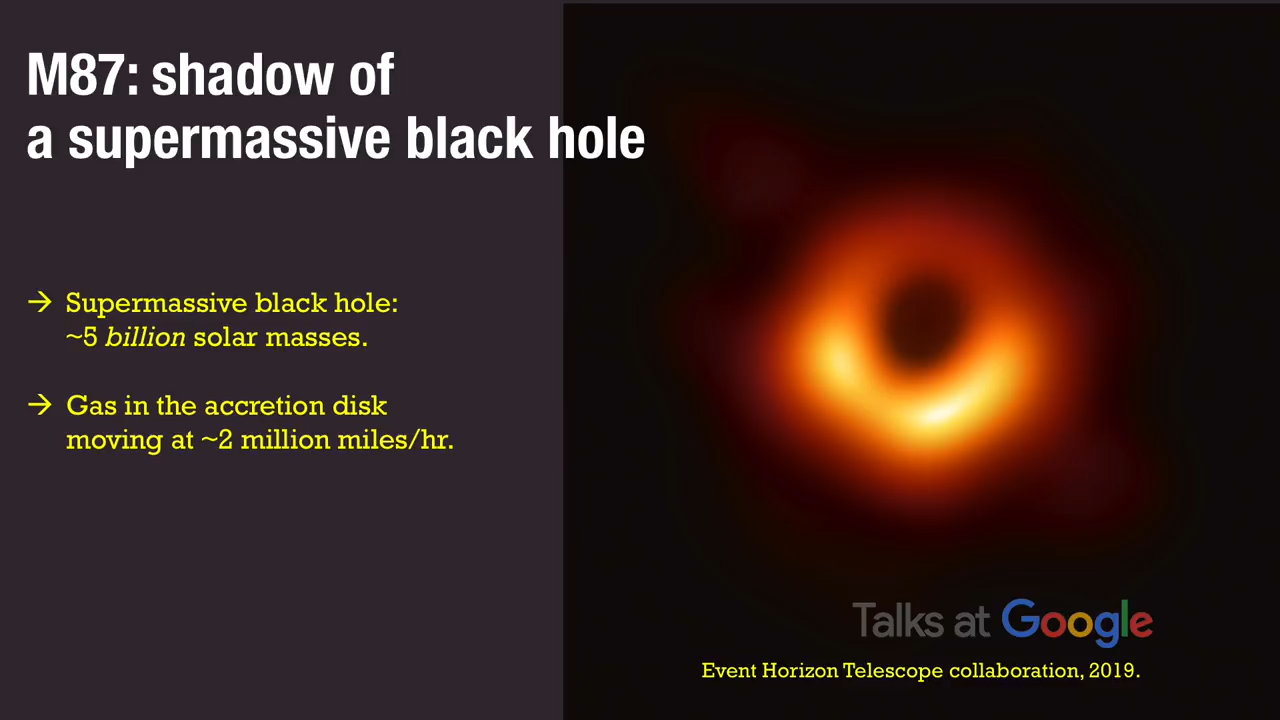 M87: shadow of
a supermassive black hole
→ Supermassive black hole:
~5 billion solar masses.
→ Gas in the accretion disk
moving at ~2 million miles/hr.
Talks at Google
Event Horizon Telescope collaboration, 2019.